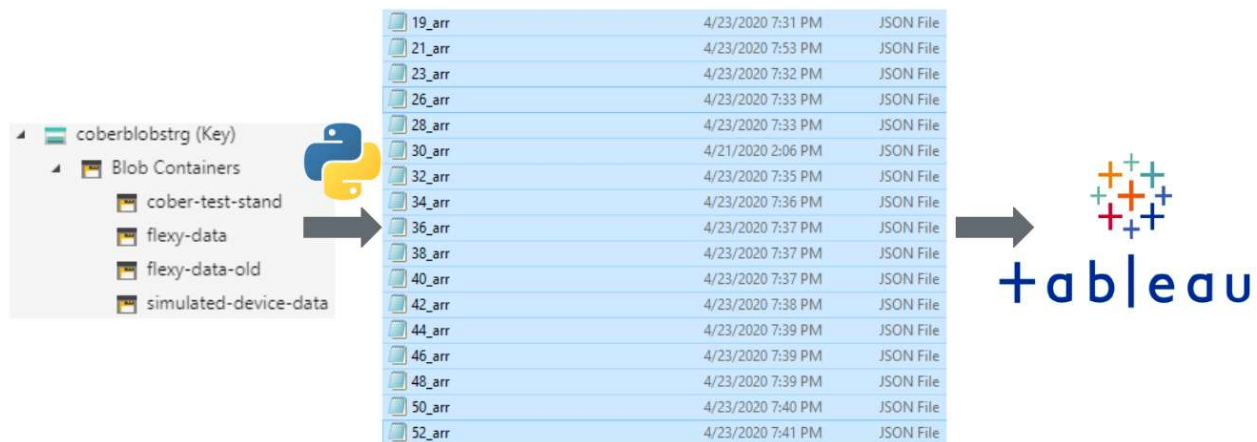 coberblobstrg (Key)
Blob Containers
cober-test-stand
flexy-data
flexy-data-old
simulated-device-data
19_arr 4/23/2020 7:31 PM JSON File
21_arr 4/23/2020 7:53 PM JSON File
23_arr 4/23/2020 7:32 PM JSON File
26_arr 4/23/2020 7:33 PM JSON File
28_arr 4/23/2020 7:33 PM JSON File
30_arr 4/21/2020 2:06 PM JSON File
32_arr 4/23/2020 7:35 PM JSON File
34_arr 4/23/2020 7:36 PM JSON File
36_arr 4/23/2020 7:37 PM JSON File
38_arr 4/23/2020 7:37 PM JSON File
40_arr 4/23/2020 7:37 PM JSON File
42_arr 4/23/2020 7:38 PM JSON File
44_arr 4/23/2020 7:39 PM JSON File
46_arr 4/23/2020 7:39 PM JSON File
48_arr 4/23/2020 7:39 PM JSON File
50_arr 4/23/2020 7:40 PM JSON File
52_arr 4/23/2020 7:41 PM JSON File
+ableau